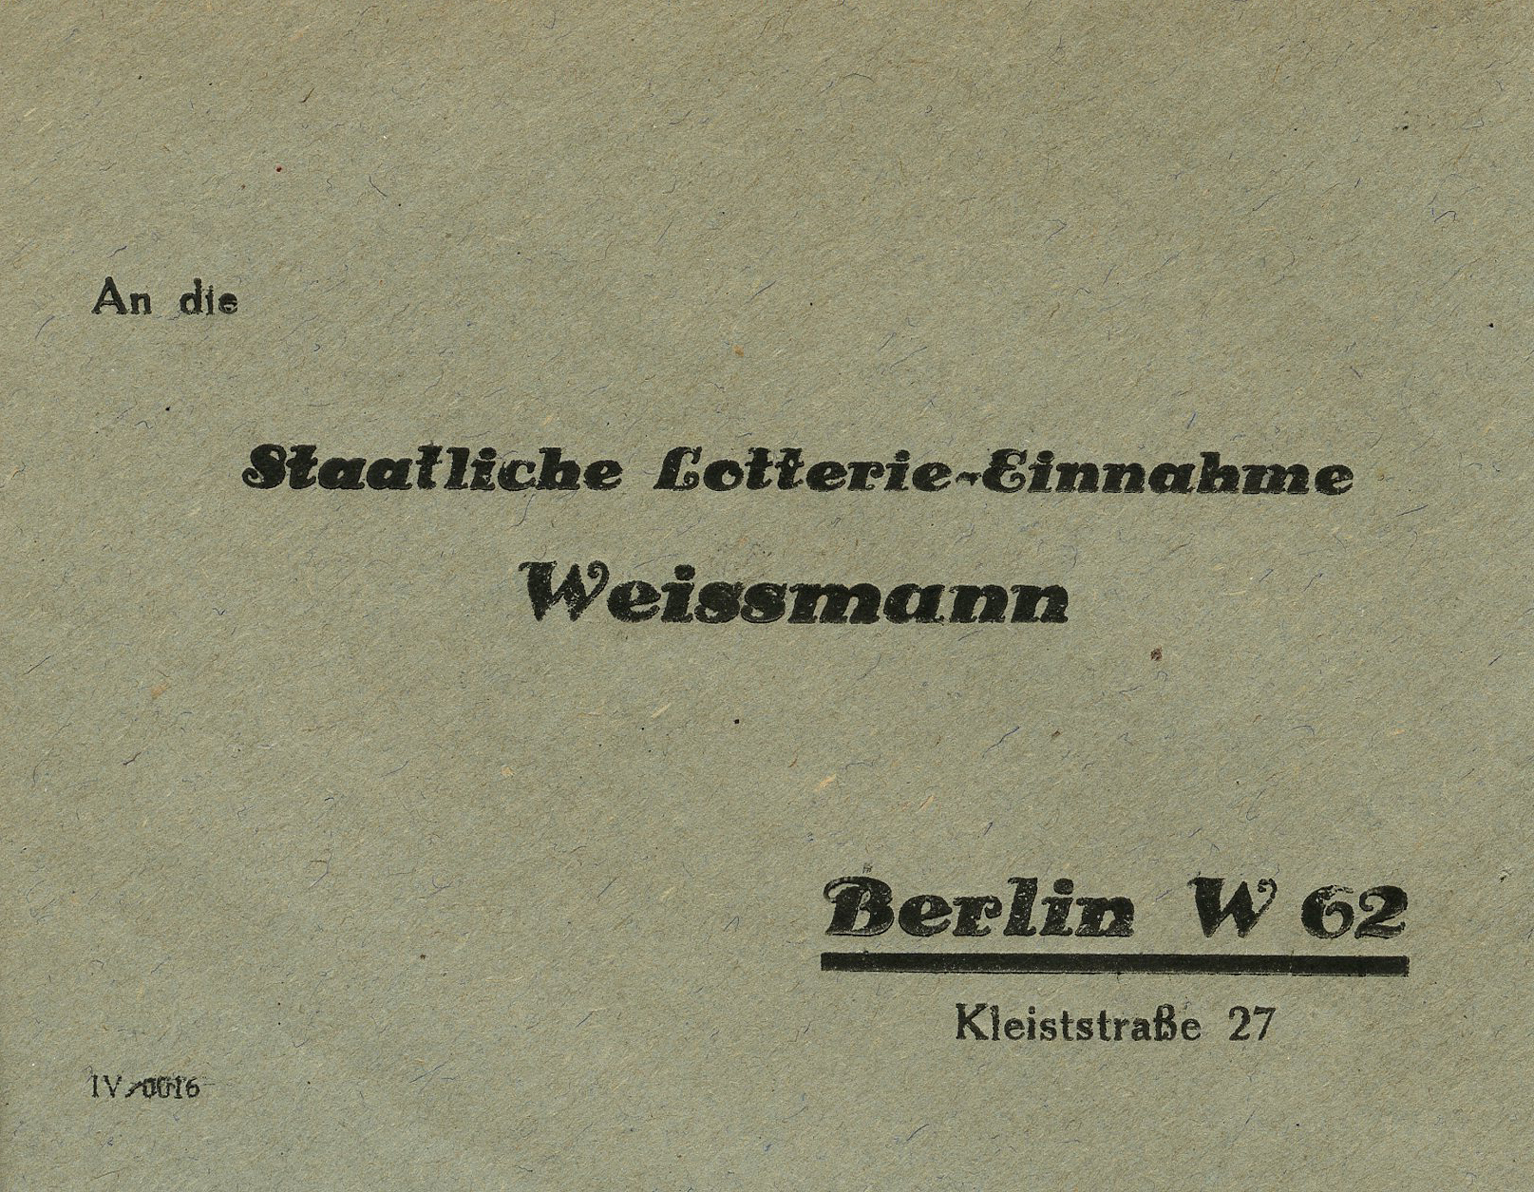 An die
Staatliche Lotterie-Einnahme
Weissmann
Berlin W 62
Kleiststraße 27
IV/0016